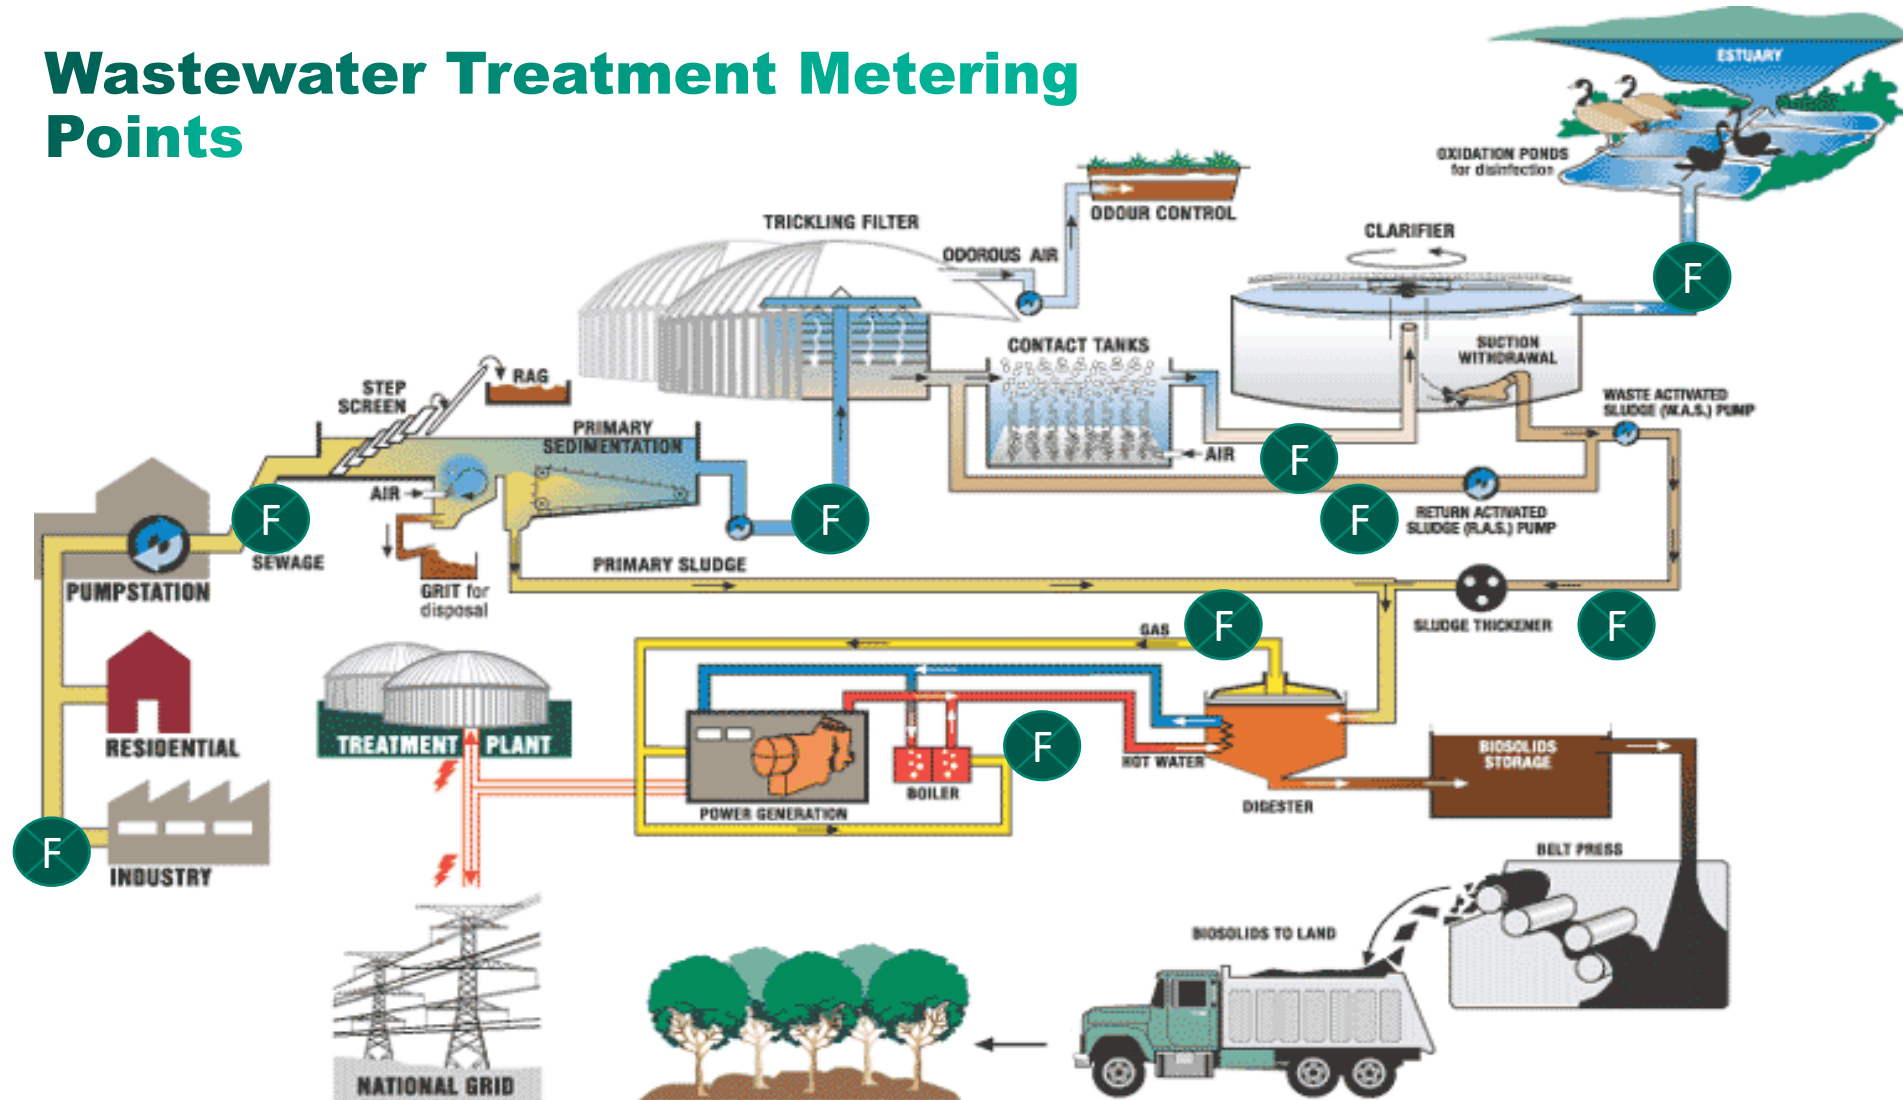 Wastewater Treatment Metering
Points
ESTUARY
OXIDATION PONDS
for disinfection
ODOUR CONTROL
TRICKLING FILTER
ODOROUS AIR
CLARIFIER
F
CONTACT TANKS
SUCTION
WITHDRAWAL
STEP
SCREEN
RAG
WASTE ACTIVATED
SLUDGE (W.A.S.) PUMP
PRIMARY
SEDIMENTATION
AIR
F
AIR
F
F
F
RETURN ACTIVATED
SLUDGE (R.A.S.) PUMP
SEWAGE
PUMPSTATION
PRIMARY SLUDGE
GRIT for
disposal
F
GAS
SLUDGE THICKENER
F
RESIDENTIAL
TREATMENT PLANT
F
HOT WATER
BIOSOLIDS
STORAGE
BOILER
POWER GENERATION
DIGESTER
F
INDUSTRY
BELT PRESS
BIOSOLIDS TO LAND
NATIONAL GRID